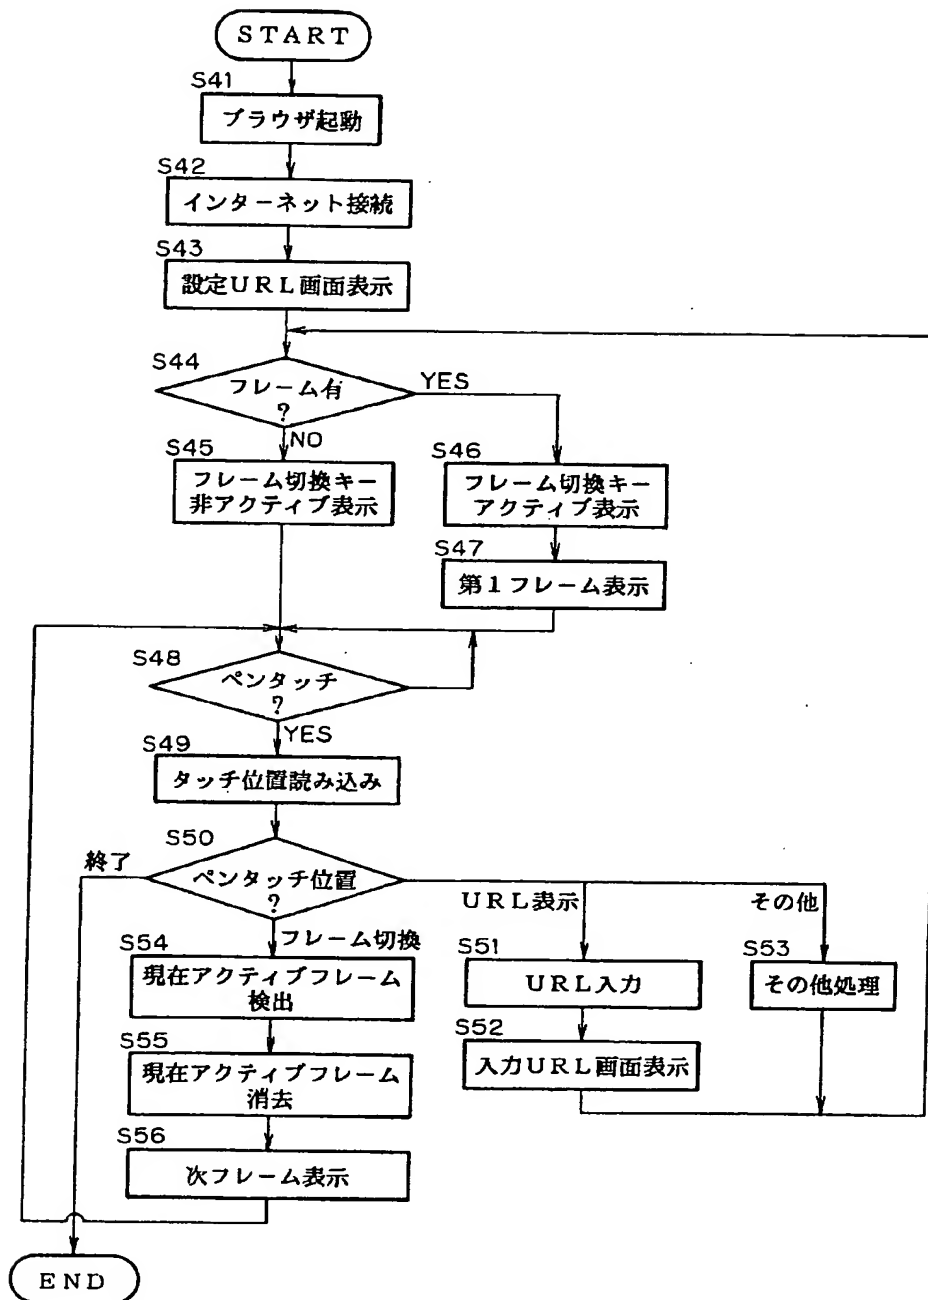 START
S41
ブラウザ起動
S42
インターネット接続
S43
設定URL画面表示
S44
フレーム有
?
YES
NO
S45
フレーム切換キー
非アクティブ表示
S46
フレーム切換キー
アクティブ表示
S47
第1フレーム表示
S48
ペンタッチ
?
YES
S49
タッチ位置読み込み
S50
ペンタッチ位置
?
終了
URL表示
その他
フレーム切換
S54
現在アクティブフレーム
検出
S51
URL入力
S53
その他処理
S52
入力URL画面表示
S55
現在アクティブフレーム
消去
S56
次フレーム表示
END